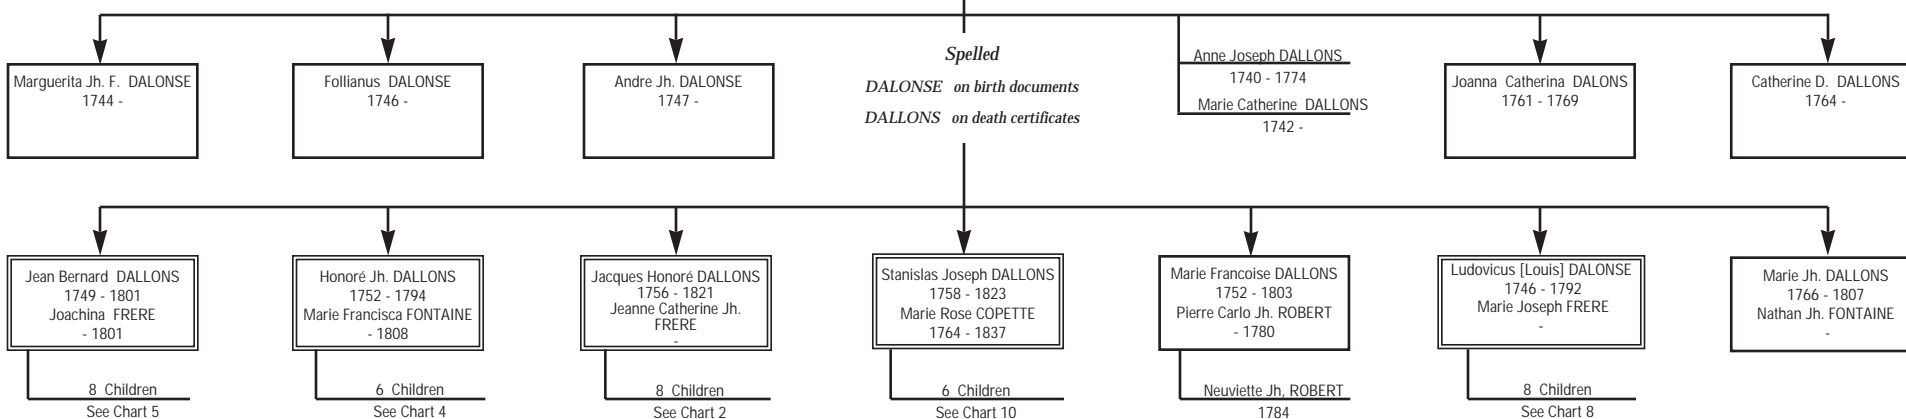 Marguerita Jh. F. DALONSE
1744 -
Follianus DALONSE
1746 -
Andre Jh. DALONSE
1747 -
Spelled
DALONSE on birth documents
DALLONS on death certificates
Anne Joseph DALLONS
1740 - 1774
Marie Catherine DALLONS
1742 -
Joanna Catherina DALONS
1761 - 1769
Catherine D. DALLONS
1764 -
Jean Bernard DALLONS
1749 - 1801
Joachina FRERE
- 1801
8 Children
See Chart 5
Honoré Jh. DALLONS
1752 - 1794
Marie Francisca FONTAINE
- 1808
6 Children
See Chart 4
Jacques Honoré DALLONS
1756 - 1821
Jeanne Catherine Jh.
FRERE
-
8 Children
See Chart 2
Stanislas Joseph DALLONS
1758 - 1823
Marie Rose COPETTE
1764 - 1837
6 Children
See Chart 10
Marie Francoise DALLONS
1752 - 1803
Pierre Carlo Jh. ROBERT
- 1780
Neuviette Jh, ROBERT
1784
Ludovicus [Louis] DALONSE
1746 - 1792
Marie Joseph FRERE
-
8 Children
See Chart 8
Marie Jh. DALLONS
1766 - 1807
Nathan Jh. FONTAINE
-